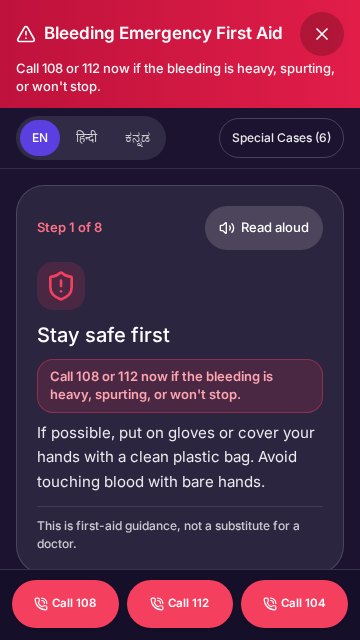 Bleeding Emergency First Aid
Call 108 or 112 now if the bleeding is heavy, spurting,
or won't stop.
EN हिन्दी ಕನ್ನಡ Special Cases (6)
Step 1 of 8 Read aloud
Stay safe first
Call 108 or 112 now if the bleeding is
heavy, spurting, or won't stop.
If possible, put on gloves or cover your
hands with a clean plastic bag. Avoid
touching blood with bare hands.
This is first-aid guidance, not a substitute for a
doctor.
Call 108 Call 112 Call 104